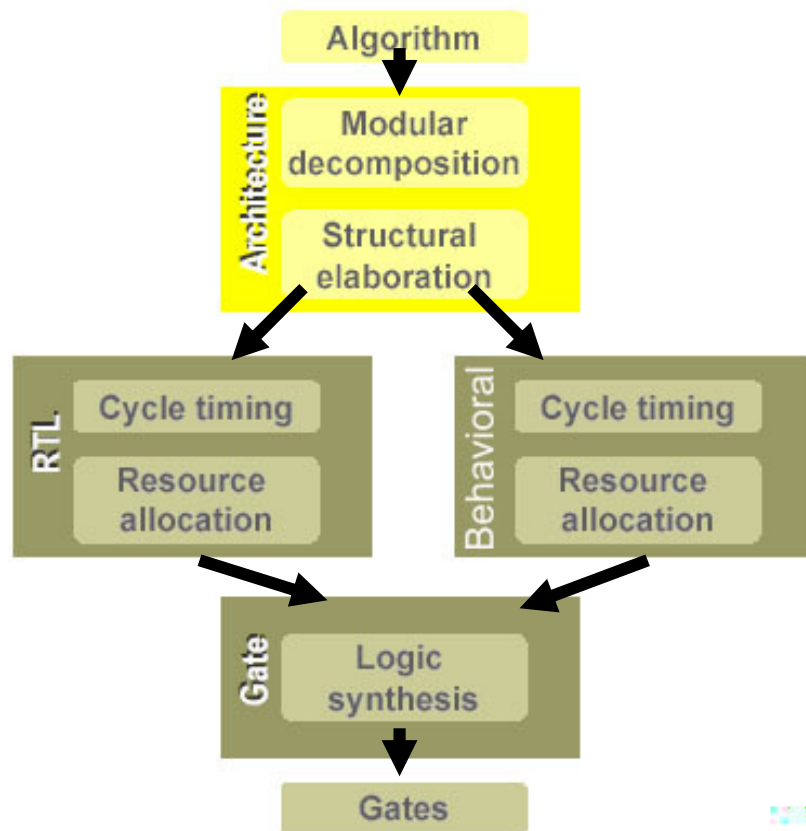 Algorithm
Architecture
Modular
decomposition
Structural
elaboration
RTL
Cycle timing
Resource
allocation
Behavioral
Cycle timing
Resource
allocation
Gate
Logic
synthesis
Gates